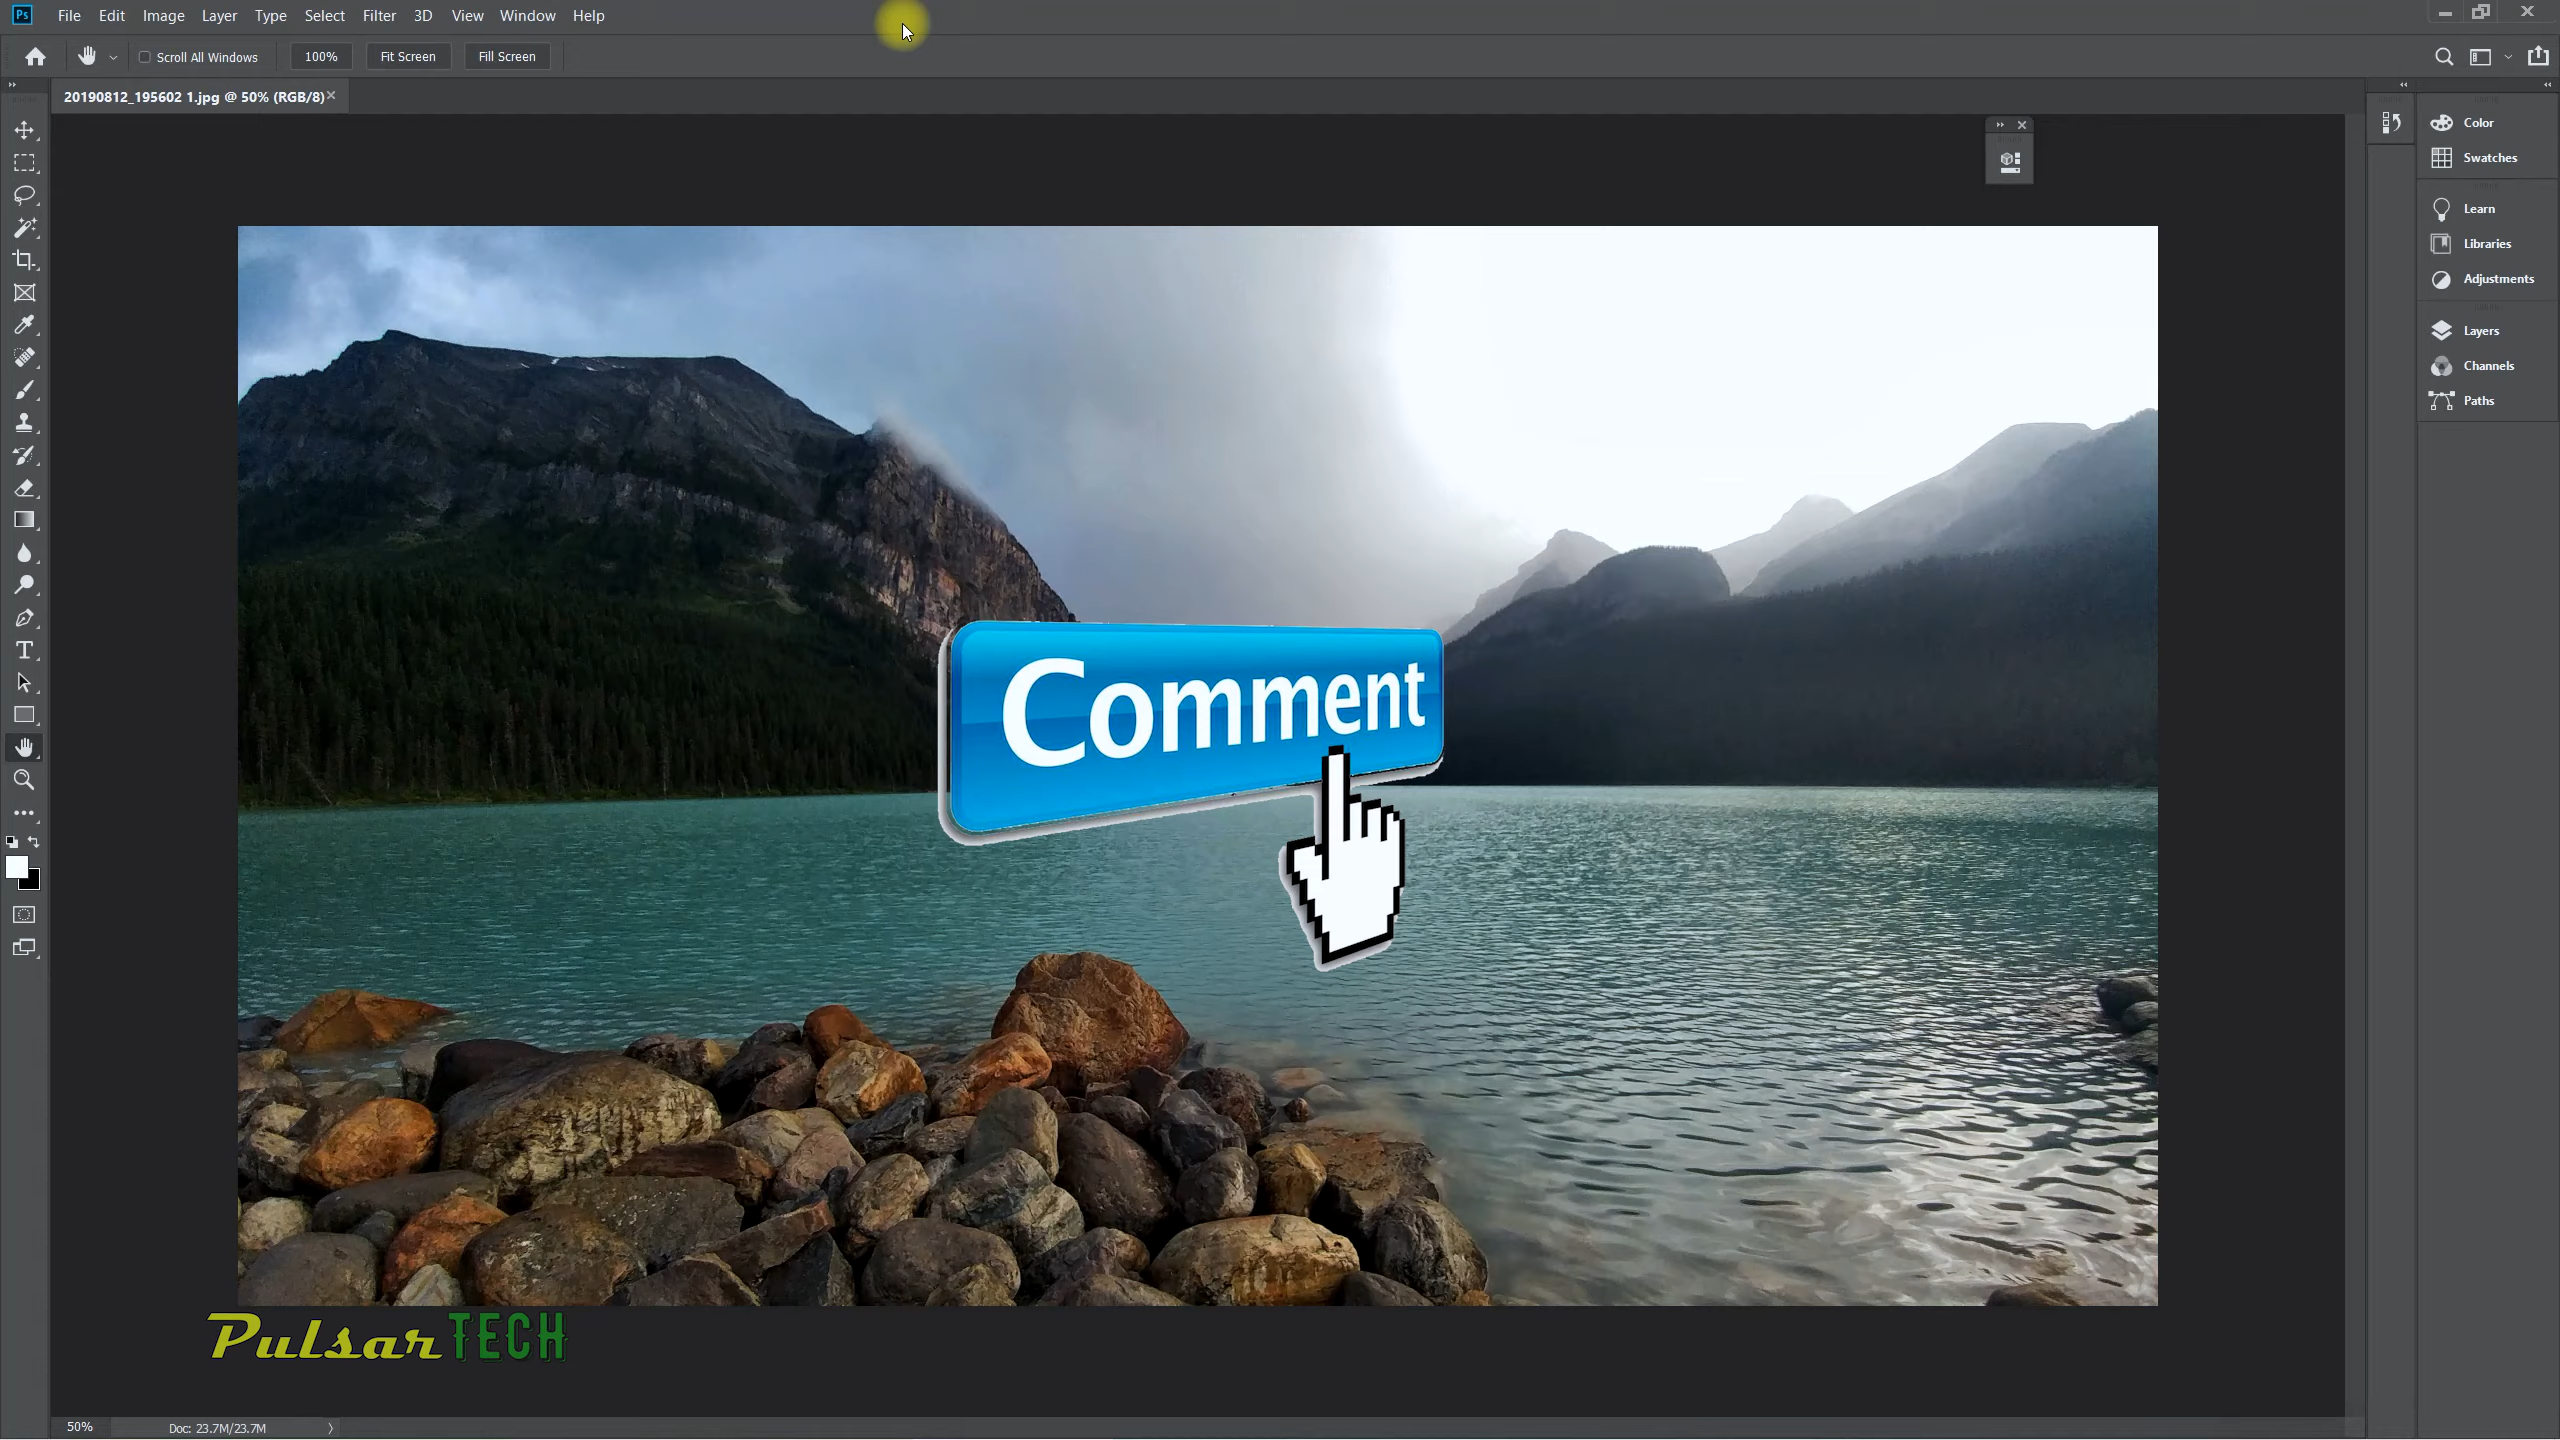 Ps File Edit Image Layer Type Select Filter 3D View Window Help
Scroll All Windows 100% Fit Screen Fill Screen
20190812_195602 1.jpg @ 50% (RGB/8)
Color
Swatches
Learn
Libraries
Adjustments
Layers
Channels
Paths
Comment
PulsarTECH
50% Doc: 23.7M/23.7M